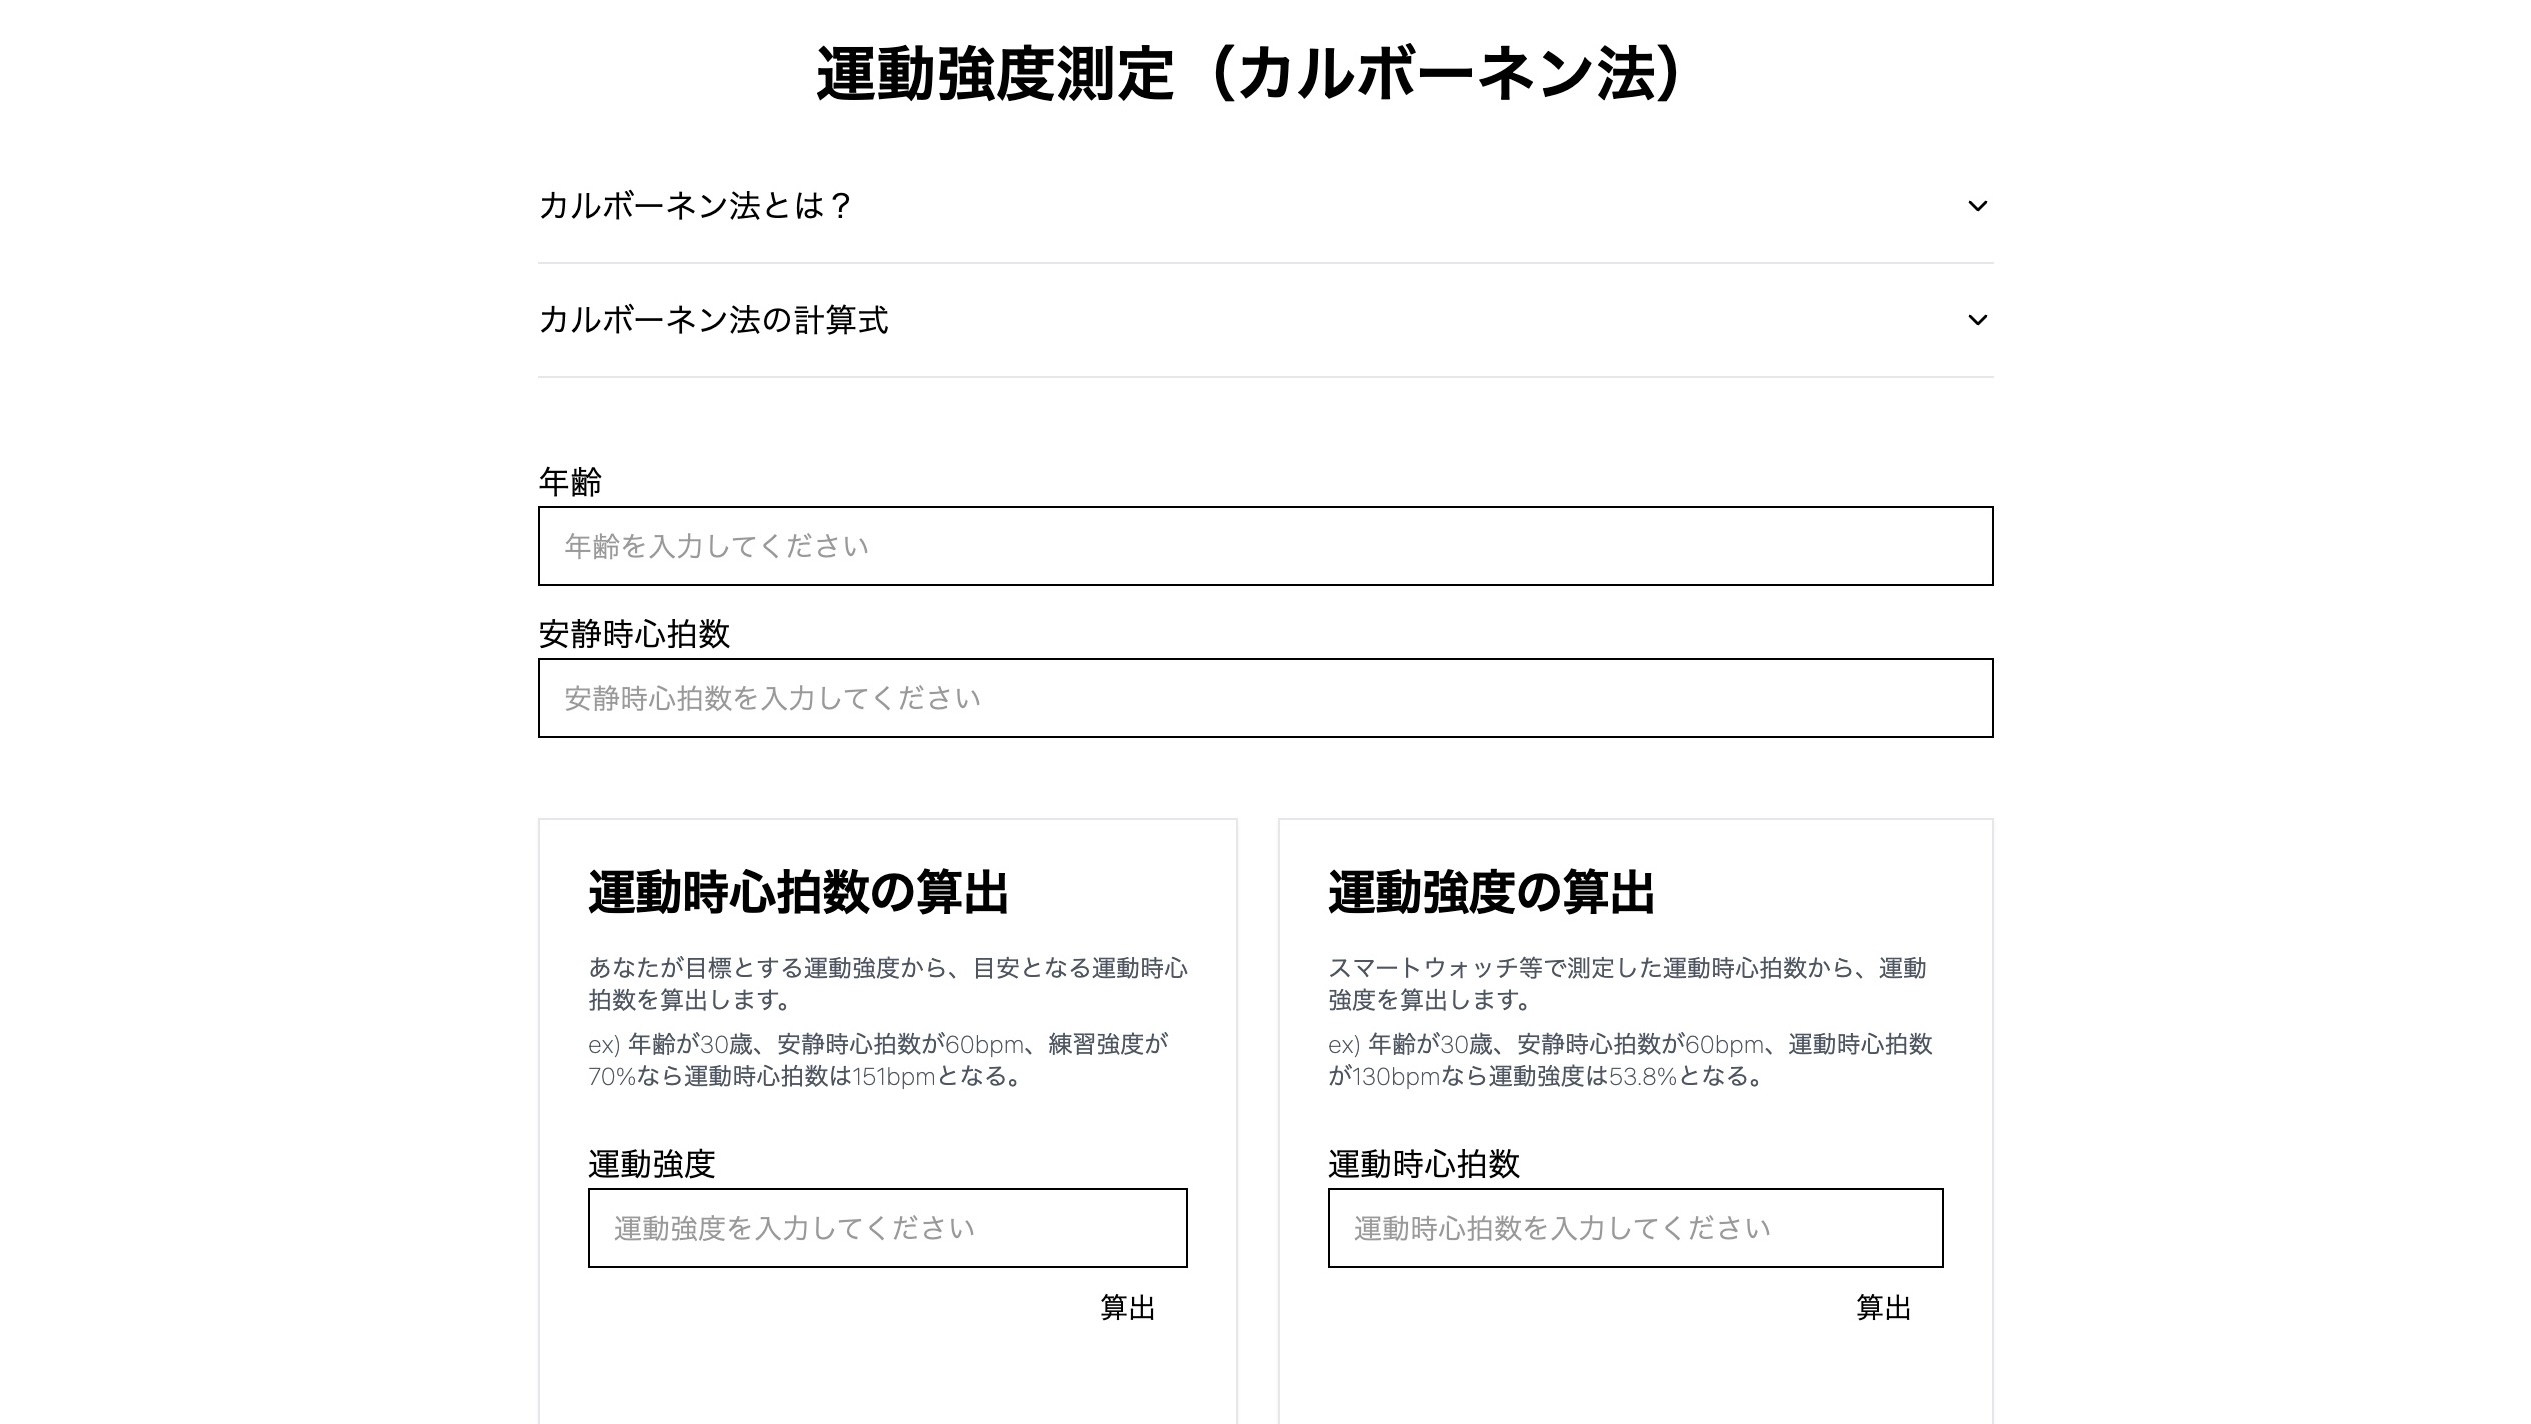 運動強度測定（カルボーネン法）
カルボーネン法とは？
カルボーネン法の計算式
年齢
年齢を入力してください
安静時心拍数
安静時心拍数を入力してください
運動時心拍数の算出
あなたが目標とする運動強度から、目安となる運動時心
拍数を算出します。
ex) 年齢が30歳、安静時心拍数が60bpm、練習強度が
70%なら運動時心拍数は151bpmとなる。
運動強度
運動強度を入力してください
算出
運動強度の算出
スマートウォッチ等で測定した運動時心拍数から、運動
強度を算出します。
ex) 年齢が30歳、安静時心拍数が60bpm、運動時心拍数
が130bpmなら運動強度は53.8%となる。
運動時心拍数
運動時心拍数を入力してください
算出